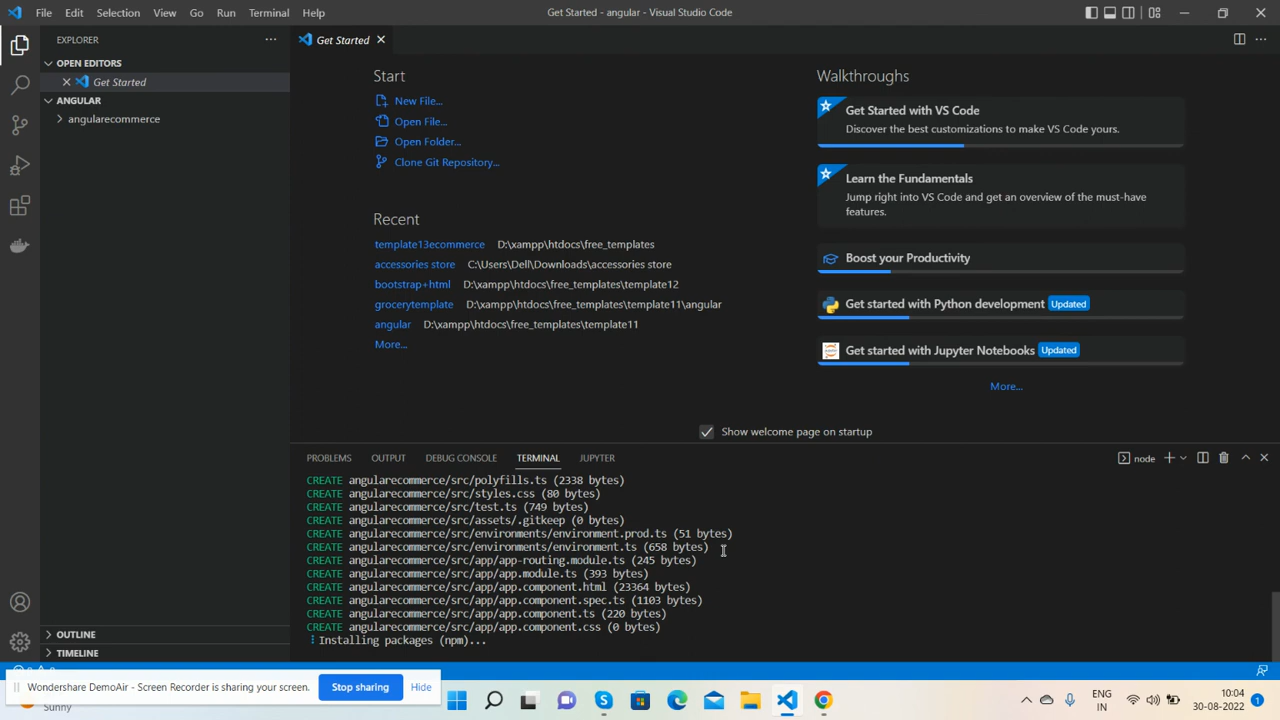 File Edit Selection View Go Run Terminal Help
Get Started - angular - Visual Studio Code
EXPLORER
OPEN EDITORS
Get Started
ANGULAR
angularecommerce
OUTLINE
TIMELINE
Get Started
Start
New File...
Open File...
Open Folder...
Clone Git Repository...
Recent
template13ecommerce D:\xampp\htdocs\free_templates
accessories store C:\Users\Dell\Downloads\accessories store
bootstrap+html D:\xampp\htdocs\free_templates\template12
grocerytemplate D:\xampp\htdocs\free_templates\template11\angular
angular D:\xampp\htdocs\free_templates\template11
More...
Walkthroughs
Get Started with VS Code
Discover the best customizations to make VS Code yours.
Learn the Fundamentals
Jump right into VS Code and get an overview of the must-have
features.
Boost your Productivity
Get started with Python development Updated
Get started with Jupyter Notebooks Updated
More...
Show welcome page on startup
PROBLEMS OUTPUT DEBUG CONSOLE TERMINAL JUPYTER
node
CREATE angularecommerce/src/polyfills.ts (2338 bytes)
CREATE angularecommerce/src/styles.css (80 bytes)
CREATE angularecommerce/src/test.ts (749 bytes)
CREATE angularecommerce/src/assets/.gitkeep (0 bytes)
CREATE angularecommerce/src/environments/environment.prod.ts (51 bytes)
CREATE angularecommerce/src/environments/environment.ts (658 bytes)
CREATE angularecommerce/src/app/app-routing.module.ts (245 bytes)
CREATE angularecommerce/src/app/app.module.ts (393 bytes)
CREATE angularecommerce/src/app/app.component.html (23364 bytes)
CREATE angularecommerce/src/app/app.component.spec.ts (1103 bytes)
CREATE angularecommerce/src/app/app.component.ts (220 bytes)
CREATE angularecommerce/src/app/app.component.css (0 bytes)
Installing packages (npm)...
Wondershare DemoAir - Screen Recorder is sharing your screen. Stop sharing Hide
Sunny
ENG
IN
10:04
30-08-2022
1